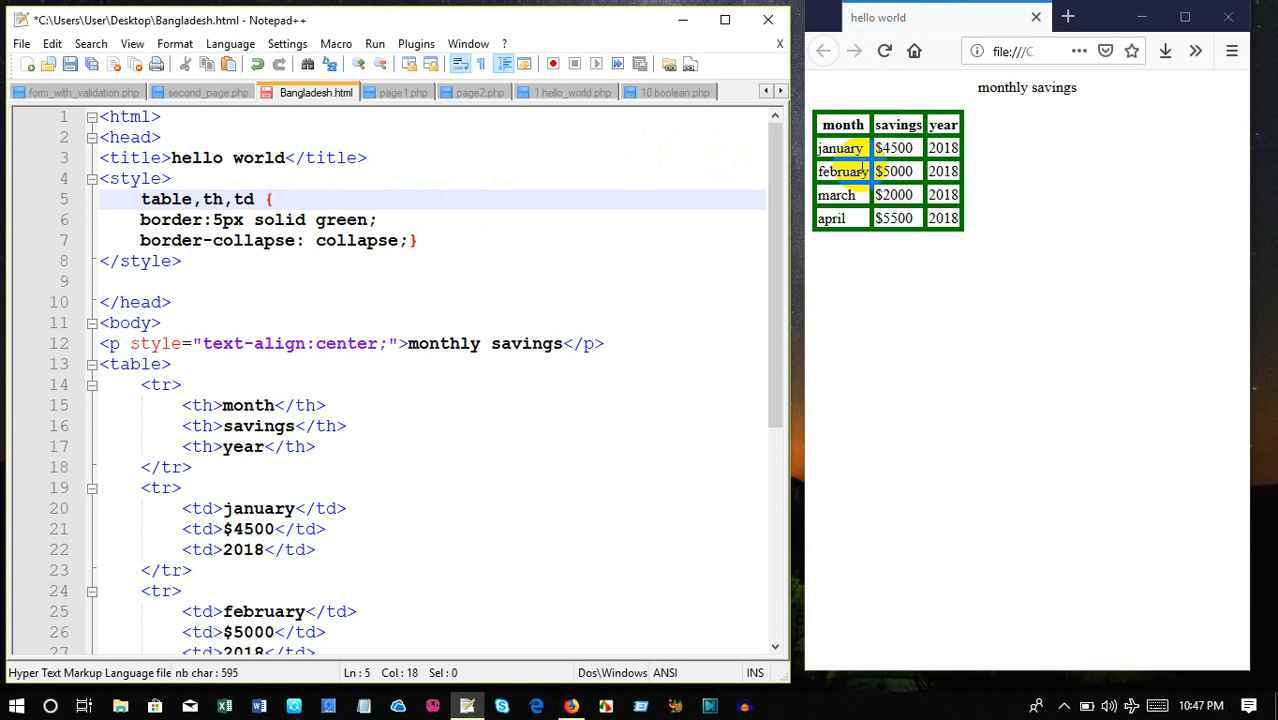 *C:\Users\User\Desktop\Bangladesh.html - Notepad++
File Edit Search View Format Encoding Language Settings Macro Run Plugins Window ? X
form_with_validation.php second_page.php Bangladesh.html page1.php page2.php 1 hello_world.php 10 boolean.php
1 <html>
2 <head>
3 <title>hello world</title>
4 <style>
5 table,th,td {
6 border:5px solid green;
7 border-collapse: collapse;}
8 </style>
9
10 </head>
11 <body>
12 <p style="text-align:center;">monthly savings</p>
13 <table>
14 <tr>
15 <th>month</th>
16 <th>savings</th>
17 <th>year</th>
18 </tr>
19 <tr>
20 <td>january</td>
21 <td>$4500</td>
22 <td>2018</td>
23 </tr>
24 <tr>
25 <td>february</td>
26 <td>$5000</td>
27 <td>2018</td>
Hyper Text Markup Language file nb char : 595 Ln : 5 Col : 18 Sel : 0 Dos\Windows ANSI INS
hello world
file:///C:
monthly savings
month savings year
january $4500 2018
february $5000 2018
march $2000 2018
april $5500 2018
10:47 PM